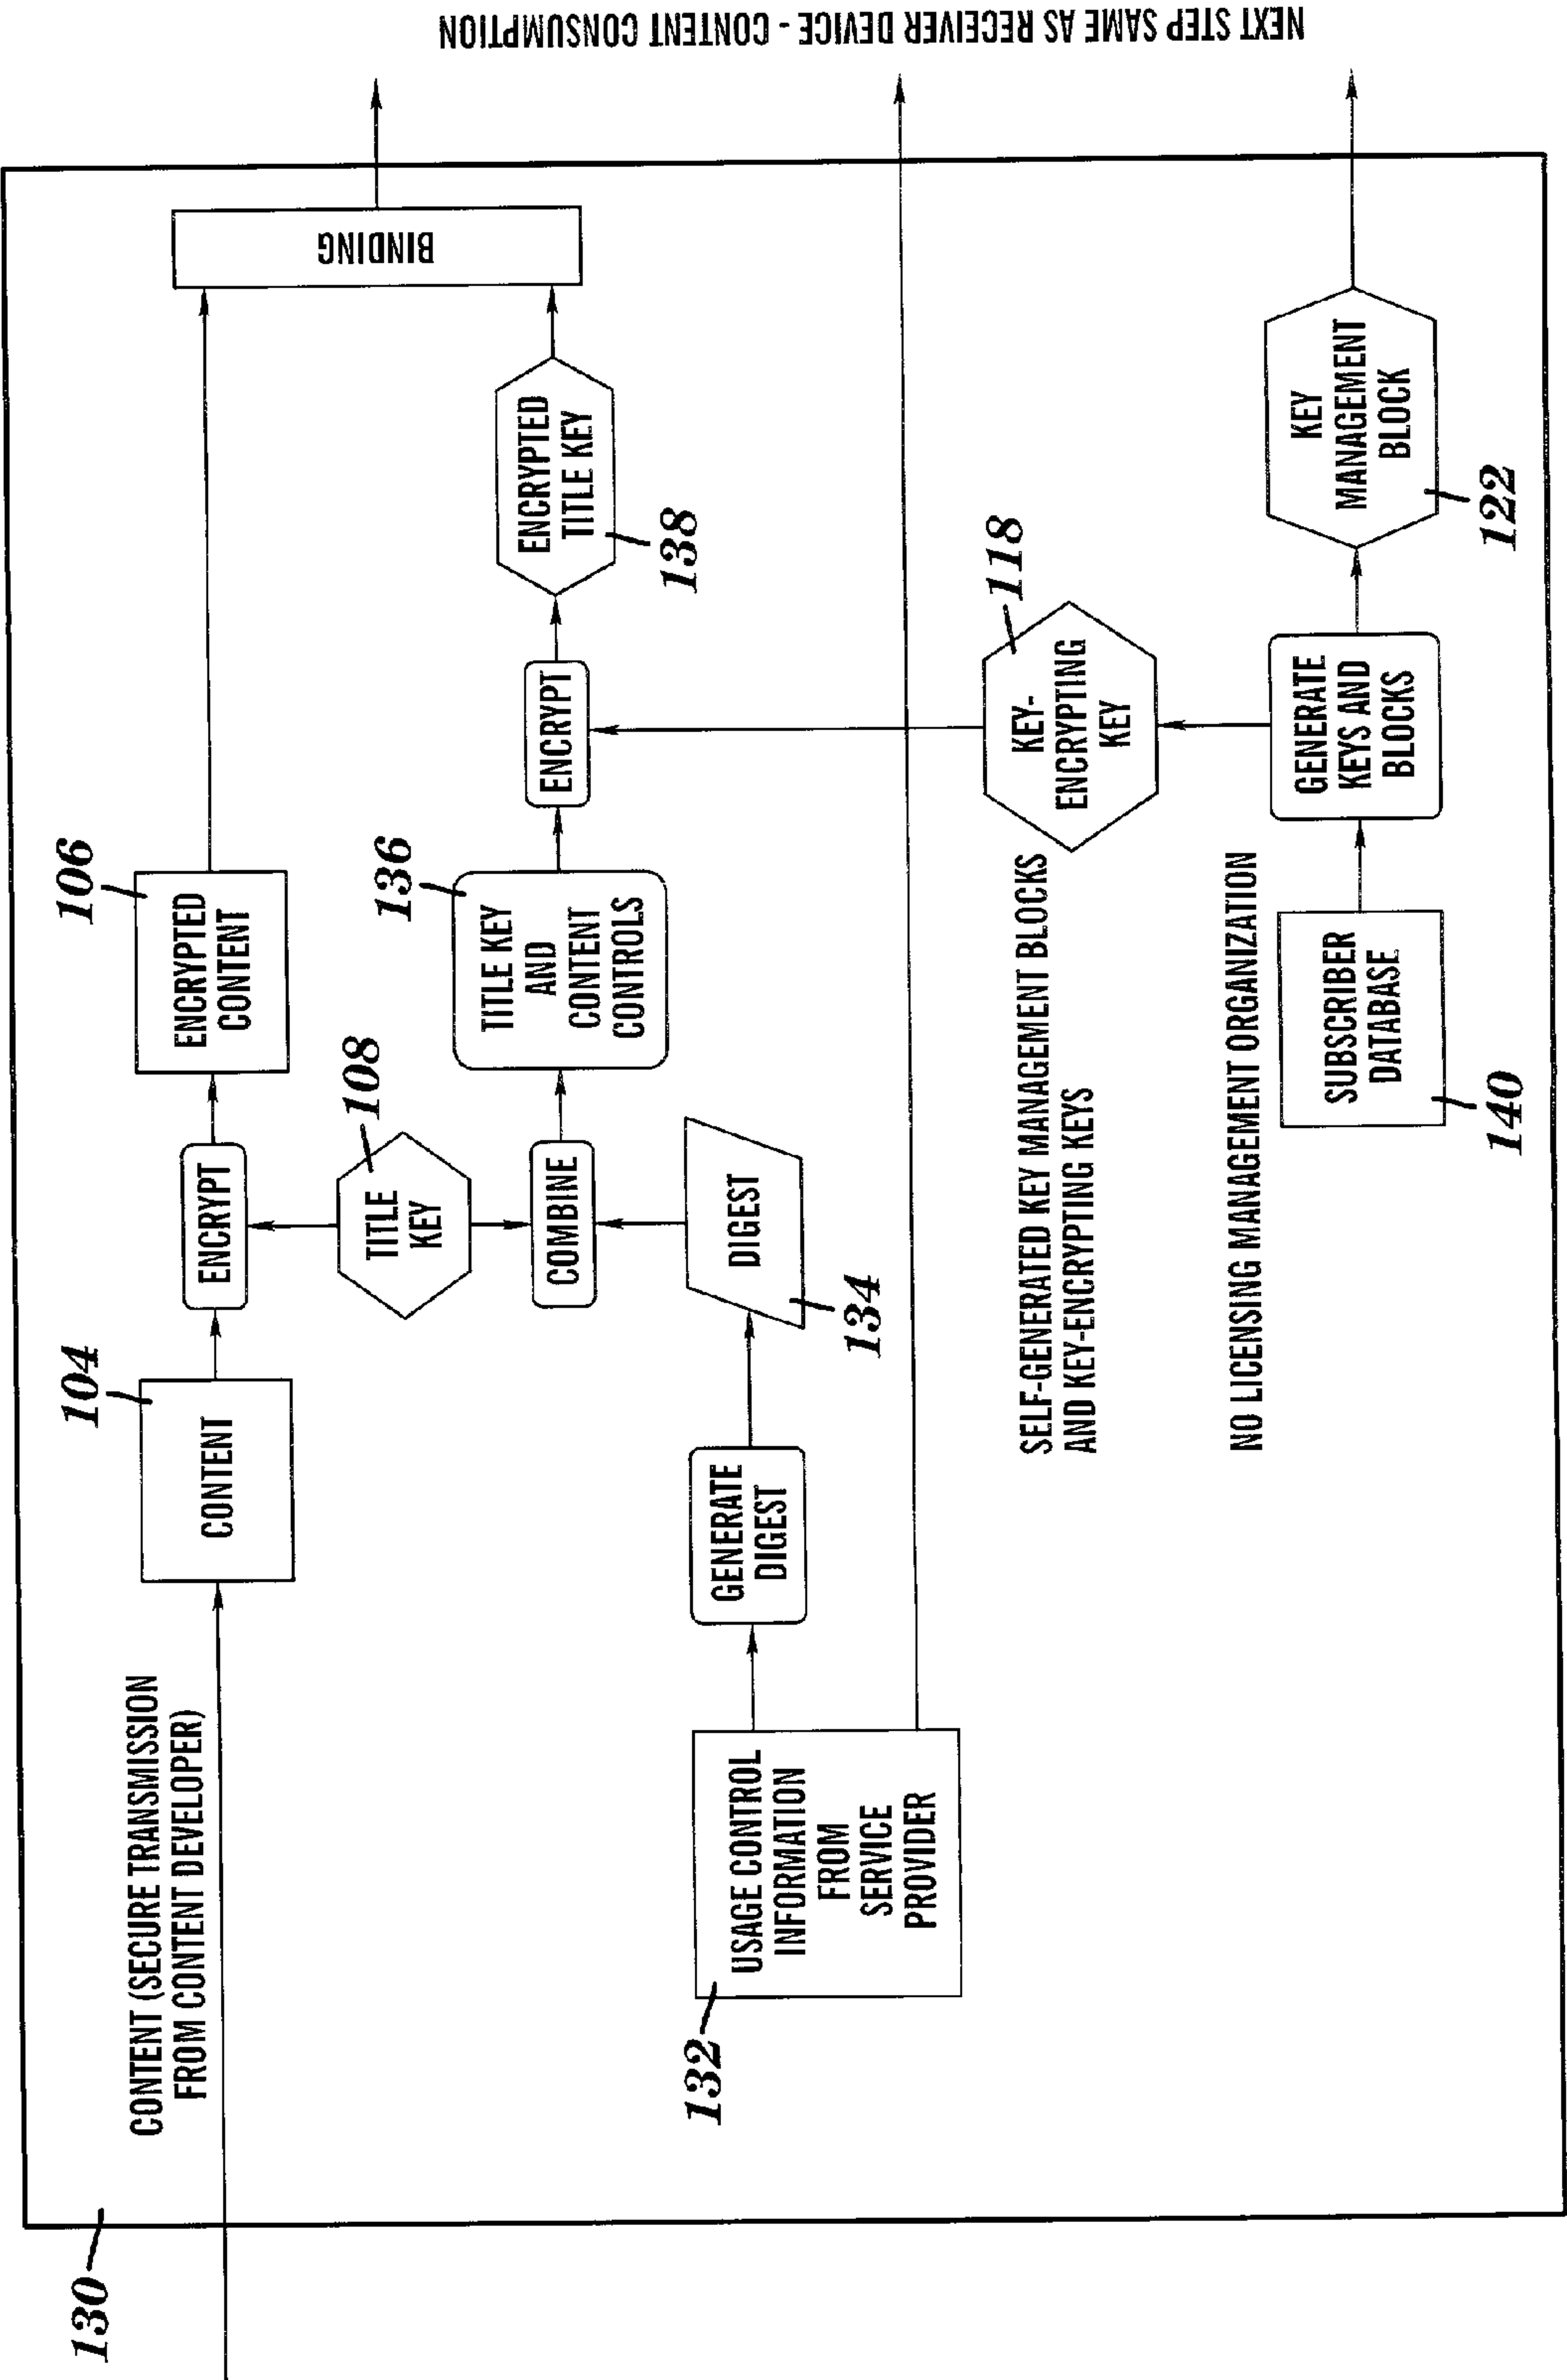 130
CONTENT (SECURE TRANSMISSION
FROM CONTENT DEVELOPER)
104
CONTENT
ENCRYPT
106
ENCRYPTED
CONTENT
BINDING
108
TITLE
KEY
COMBINE
136
TITLE KEY
AND
CONTENT
CONTROLS
ENCRYPT
ENCRYPTED
TITLE KEY
138
132
USAGE CONTROL
INFORMATION
FROM
SERVICE
PROVIDER
GENERATE
DIGEST
DIGEST
134
SELF-GENERATED KEY MANAGEMENT BLOCKS
AND KEY-ENCRYPTING KEYS
118
KEY-
ENCRYPTING
KEY
NO LICENSING MANAGEMENT ORGANIZATION
SUBSCRIBER
DATABASE
140
GENERATE
KEYS AND
BLOCKS
KEY
MANAGEMENT
BLOCK
122
NEXT STEP SAME AS RECEIVER DEVICE - CONTENT CONSUMPTION